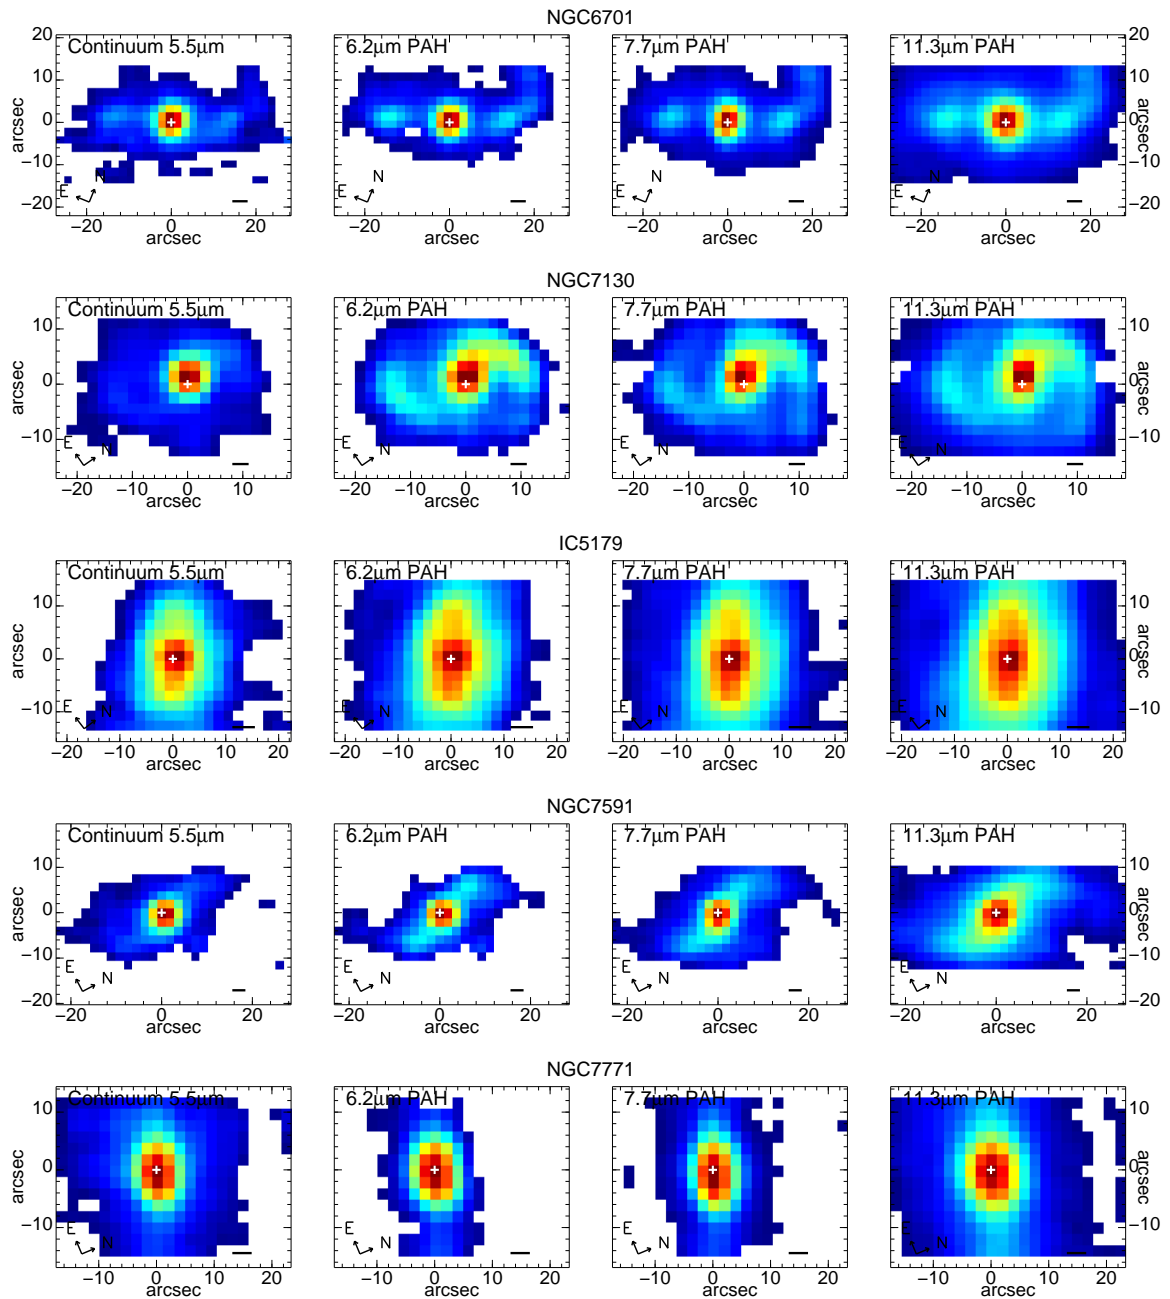 NGC6701
Continuum 5.5µm 6.2µm PAH 7.7µm PAH 11.3µm PAH
20 10 0 −10 −20 arcsec
20 10 0 −10 −20 arcsec
E N E N E N E N
−20 0 20 −20 0 20 −20 0 20 −20 0 20
arcsec arcsec arcsec arcsec
NGC7130
Continuum 5.5µm 6.2µm PAH 7.7µm PAH 11.3µm PAH
10 0 −10 arcsec
10 0 −10 arcsec
E N E N E N E N
−20 −10 0 10 −20 −10 0 10 −20 −10 0 10 −20 −10 0 10
arcsec arcsec arcsec arcsec
IC5179
Continuum 5.5µm 6.2µm PAH 7.7µm PAH 11.3µm PAH
10 0 −10 arcsec
10 0 −10 arcsec
E N E N E N E N
−20 −10 0 10 20 −20 −10 0 10 20 −20 −10 0 10 20 −20 −10 0 10 20
arcsec arcsec arcsec arcsec
NGC7591
Continuum 5.5µm 6.2µm PAH 7.7µm PAH 11.3µm PAH
10 0 −10 −20 arcsec
10 0 −10 −20 arcsec
E N E N E N E N
−20 0 20 −20 0 20 −20 0 20 −20 0 20
arcsec arcsec arcsec arcsec
NGC7771
Continuum 5.5µm 6.2µm PAH 7.7µm PAH 11.3µm PAH
10 0 −10 arcsec
10 0 −10 arcsec
E N E N E N E N
−10 0 10 20 −10 0 10 20 −10 0 10 20 −10 0 10 20
arcsec arcsec arcsec arcsec